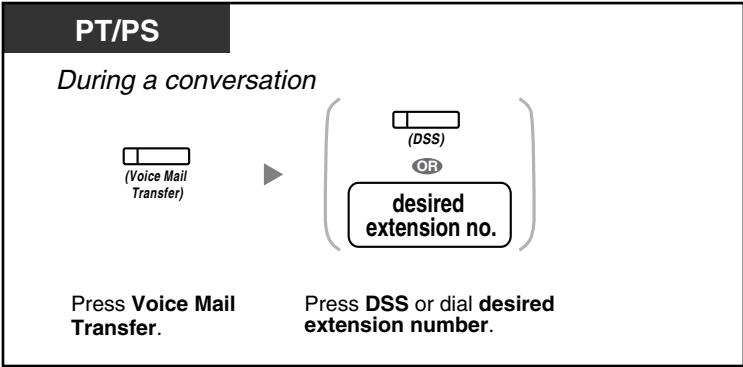 PT/PS
During a conversation
(DSS)
OR
(Voice Mail
Transfer)
desired
extension no.
Press Voice Mail
Transfer.
Press DSS or dial desired
extension number.